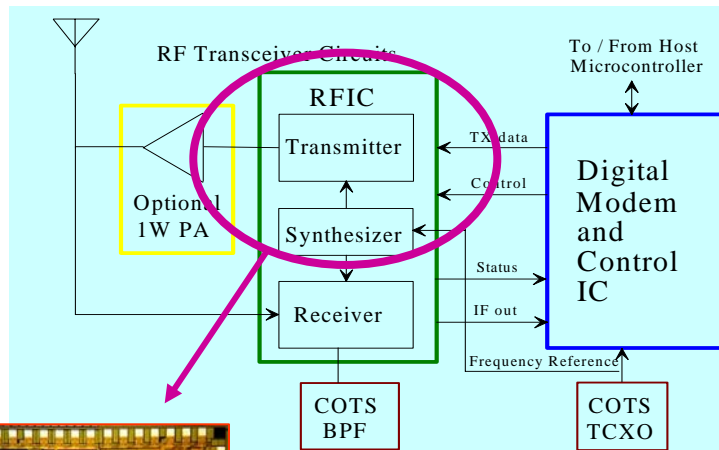 To / From Host
Microcontroller
RF Transceiver Circuits
RFIC
Transmitter
TX data
Control
Digital
Modem
and
Control
IC
Optional
1W PA
Synthesizer
Status
Receiver
IF out
Frequency Reference
COTS
BPF
COTS
TCXO